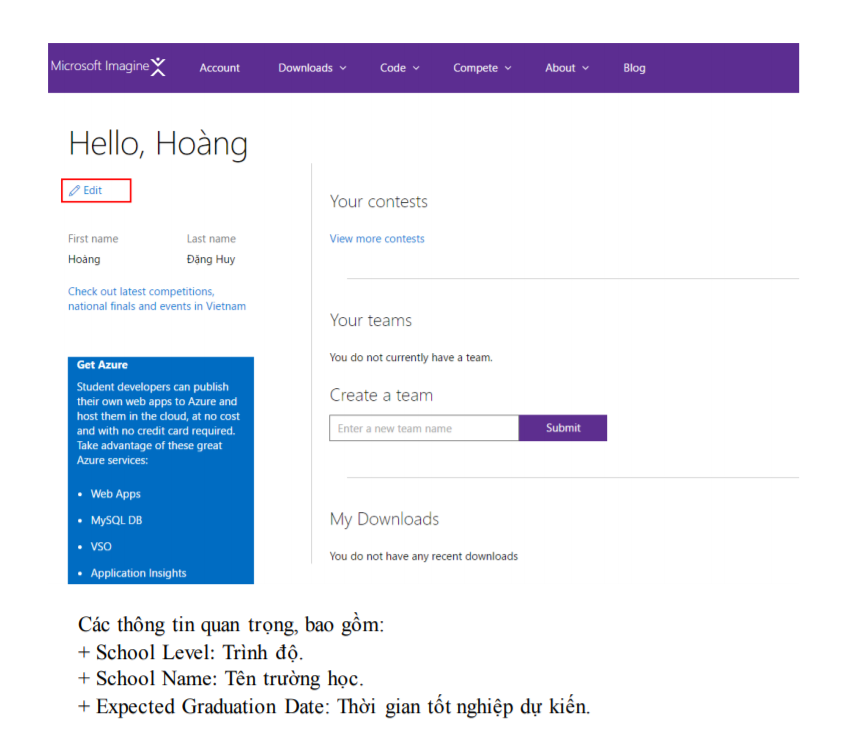 Microsoft Imagine Account Downloads Code Compete About Blog
Hello, Hoàng
Edit
First name Last name
Hoàng Đặng Huy
Check out latest competitions,
national finals and events in Vietnam
Get Azure
Student developers can publish
their own web apps to Azure and
host them in the cloud, at no cost
and with no credit card required.
Take advantage of these great
Azure services:
• Web Apps
• MySQL DB
• VSO
• Application Insights
Your contests
View more contests
Your teams
You do not currently have a team.
Create a team
Enter a new team name Submit
My Downloads
You do not have any recent downloads
Các thông tin quan trọng, bao gồm:
+ School Level: Trình độ.
+ School Name: Tên trường học.
+ Expected Graduation Date: Thời gian tốt nghiệp dự kiến.